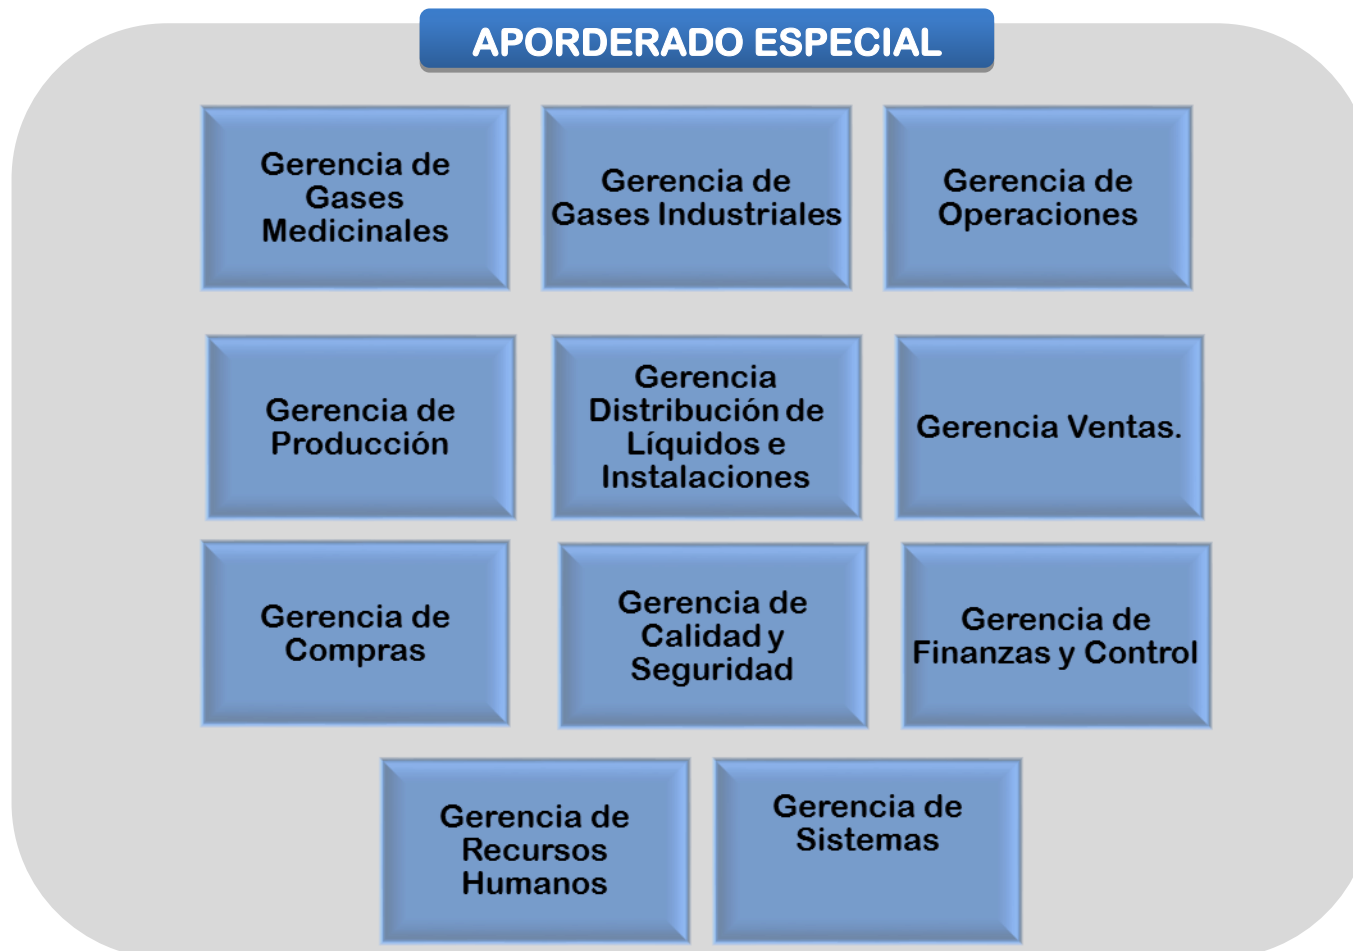 APORDERADO ESPECIAL
Gerencia de
Gases
Medicinales
Gerencia de
Gases Industriales
Gerencia de
Operaciones
Gerencia de
Producción
Gerencia
Distribución de
Líquidos e
Instalaciones
Gerencia Ventas.
Gerencia de
Compras
Gerencia de
Calidad y
Seguridad
Gerencia de
Finanzas y Control
Gerencia de
Recursos
Humanos
Gerencia de
Sistemas